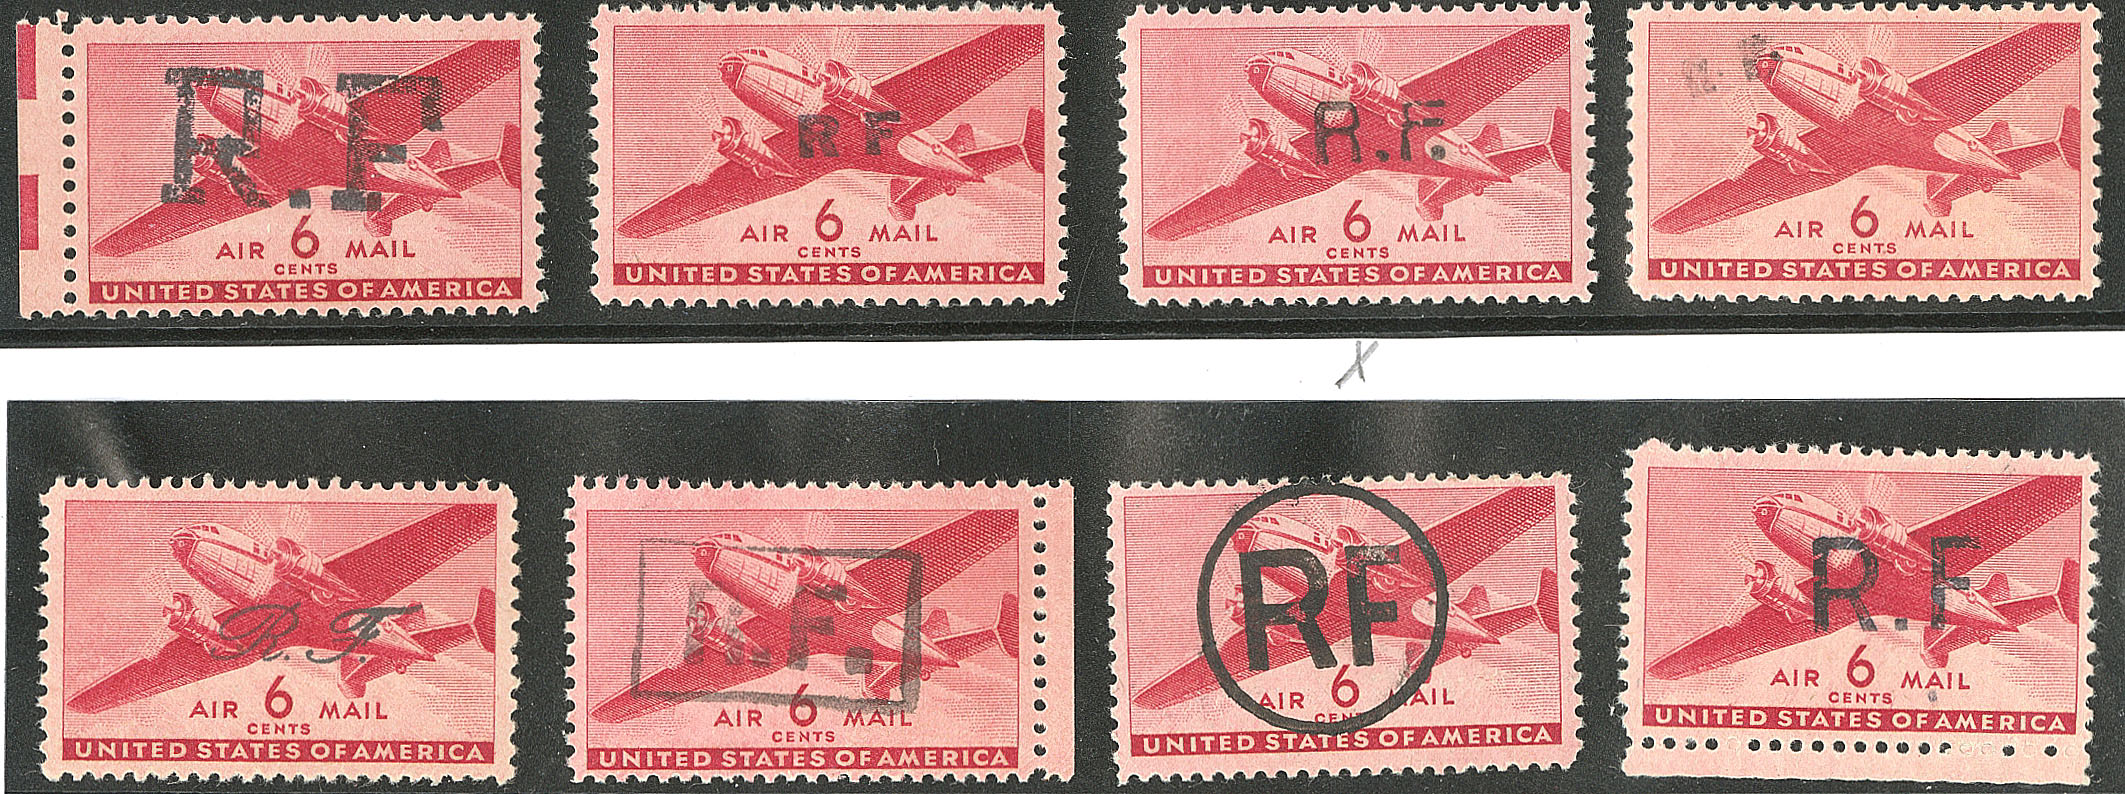 R.F
AIR 6 MAIL
CENTS
UNITED STATES OF AMERICA
R F
AIR 6 MAIL
CENTS
UNITED STATES OF AMERICA
R.F.
AIR 6 MAIL
CENTS
UNITED STATES OF AMERICA
R. F.
AIR 6 MAIL
CENTS
UNITED STATES OF AMERICA
X
R. F.
AIR 6 MAIL
CENTS
UNITED STATES OF AMERICA
R.F.
AIR 6 MAIL
CENTS
UNITED STATES OF AMERICA
RF
AIR 6 MAIL
CENTS
UNITED STATES OF AMERICA
R.F
AIR 6 MAIL
CENTS
UNITED STATES OF AMERICA